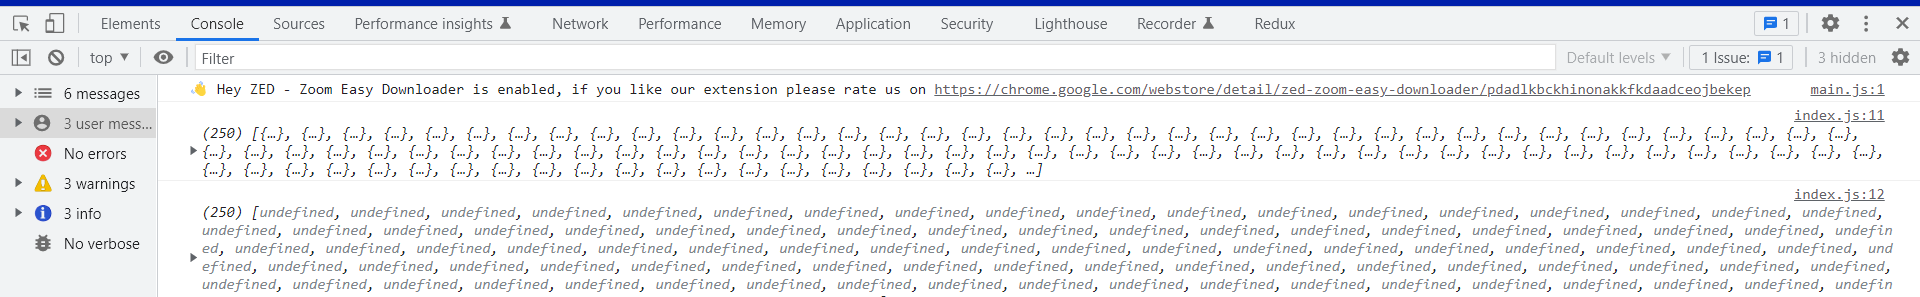 Elements Console Sources Performance insights Network Performance Memory Application Security Lighthouse Recorder Redux 1
top Filter Default levels 1 Issue: 1 3 hidden
6 messages
3 user mess...
No errors
3 warnings
3 info
No verbose
Hey ZED - Zoom Easy Downloader is enabled, if you like our extension please rate us on https://chrome.google.com/webstore/detail/zed-zoom-easy-downloader/pdadlkbckhinonakkfkdaadceojbekep main.js:1
index.js:11
(250) [{…}, {…}, {…}, {…}, {…}, {…}, {…}, {…}, {…}, {…}, {…}, {…}, {…}, {…}, {…}, {…}, {…}, {…}, {…}, {…}, {…}, {…}, {…}, {…}, {…}, {…}, {…}, {…}, {…}, {…}, {…}, {…}, {…}, {…}, {…}, {…}, {…}, {…}, {…},
{…}, {…}, {…}, {…}, {…}, {…}, {…}, {…}, {…}, {…}, {…}, {…}, {…}, {…}, {…}, {…}, {…}, {…}, {…}, {…}, {…}, {…}, {…}, {…}, {…}, {…}, {…}, {…}, {…}, {…}, {…}, {…}, {…}, {…}, {…}, {…}, {…}, {…}, {…}, {…}, {…},
{…}, {…}, {…}, {…}, {…}, {…}, {…}, {…}, {…}, {…}, {…}, {…}, {…}, {…}, {…}, {…}, {…}, {…}, {…}, {…}, …]
index.js:12
(250) [undefined, undefined, undefined, undefined, undefined, undefined, undefined, undefined, undefined, undefined, undefined, undefined, undefined, undefined, undefined, undefined, undefined, undefined,
undefined, undefined, undefined, undefined, undefined, undefined, undefined, undefined, undefined, undefined, undefined, undefined, undefined, undefined, undefined, undefined, undefined, undefined, undefin
ed, undefined, undefined, undefined, undefined, undefined, undefined, undefined, undefined, undefined, undefined, undefined, undefined, undefined, undefined, undefined, undefined, undefined, undefined, und
efined, undefined, undefined, undefined, undefined, undefined, undefined, undefined, undefined, undefined, undefined, undefined, undefined, undefined, undefined, undefined, undefined, undefined, undefined,
undefined, undefined, undefined, undefined, undefined, undefined, undefined, undefined, undefined, undefined, undefined, undefined, undefined, undefined, undefined, undefined, undefined, undefined, undefin